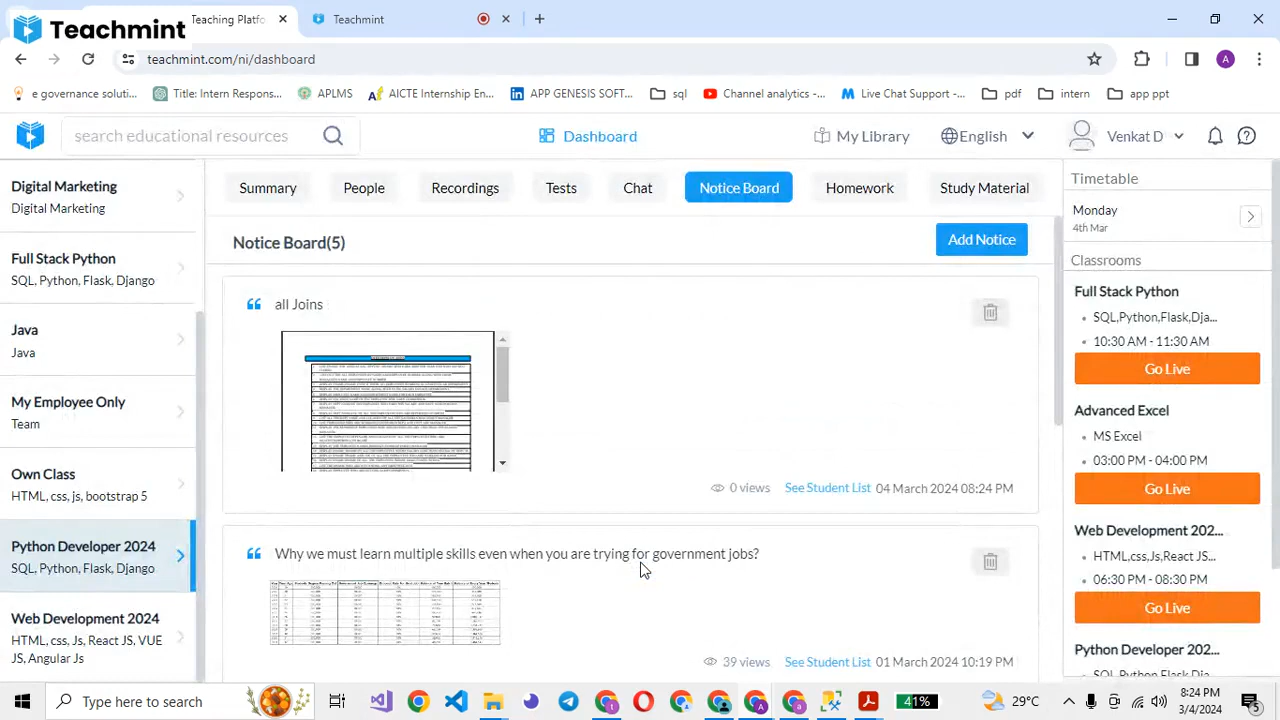 Teachmint
Teaching Platfo
Teachmint
teachmint.com/ni/dashboard
e governance soluti...
Title: Intern Respons...
APLMS
AICTE Internship En...
APP GENESIS SOFT...
sql
Channel analytics -...
Live Chat Support -...
pdf
intern
app ppt
search educational resources
Dashboard
My Library
English
Venkat D
Digital Marketing
Digital Marketing
Full Stack Python
SQL, Python, Flask, Django
Java
Java
My Employee Only
Team
Own Class
HTML, css, js, bootstrap 5
Python Developer 2024
SQL, Python, Flask, Django
Web Development 2024
HTML,css, Js, React JS, VUE
JS, Angular Js
Summary
People
Recordings
Tests
Chat
Notice Board
Homework
Study Material
Notice Board(5)
Add Notice
all Joins
0 views
See Student List
04 March 2024 08:24 PM
Why we must learn multiple skills even when you are trying for government jobs?
39 views
See Student List
01 March 2024 10:19 PM
Timetable
Monday
4th Mar
Classrooms
Full Stack Python
SQL,Python,Flask,Dja...
10:30 AM - 11:30 AM
Go Live
Advanced Excel
MS Excel
03:00 PM - 04:00 PM
Go Live
Web Development 202...
HTML,css,Js,React JS...
06:30 PM - 08:30 PM
Go Live
Python Developer 202...
Type here to search
41%
29°C
8:24 PM
3/4/2024
5